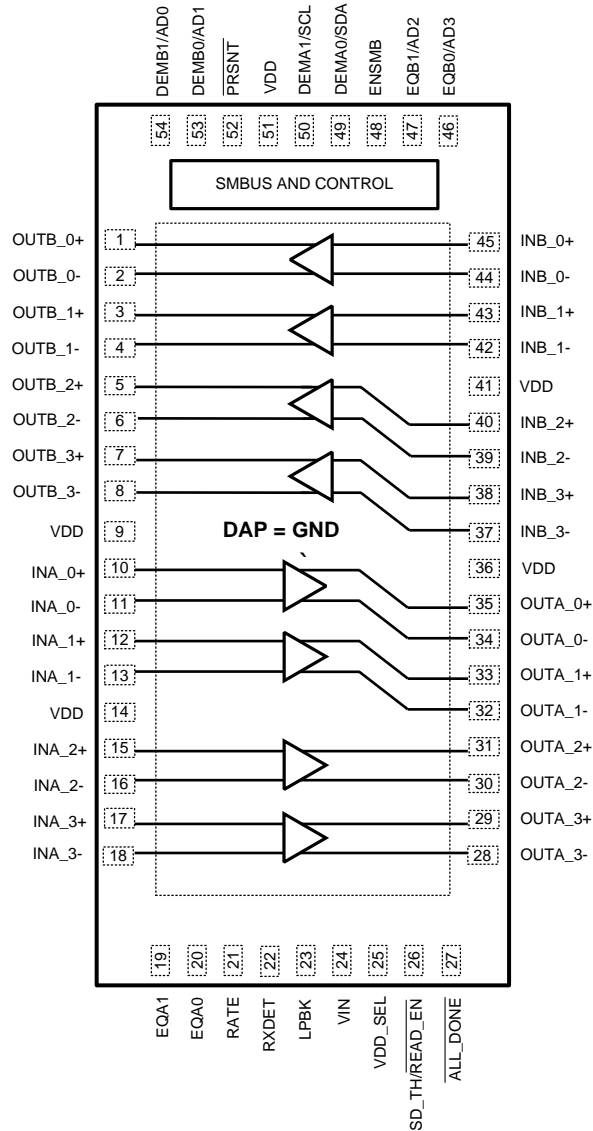 DEMB1/AD0
DEMB0/AD1
PRSNT
VDD
DEMA1/SCL
DEMA0/SDA
ENSMB
EQB1/AD2
EQB0/AD3
54
53
52
51
50
49
48
47
46
SMBUS AND CONTROL
OUTB_0+ 1
45 INB_0+
OUTB_0- 2
44 INB_0-
OUTB_1+ 3
43 INB_1+
OUTB_1- 4
42 INB_1-
OUTB_2+ 5
41 VDD
OUTB_2- 6
40 INB_2+
OUTB_3+ 7
39 INB_2-
OUTB_3- 8
38 INB_3+
VDD 9
DAP = GND
37 INB_3-
`
INA_0+ 10
36 VDD
INA_0- 11
35 OUTA_0+
INA_1+ 12
34 OUTA_0-
INA_1- 13
33 OUTA_1+
VDD 14
32 OUTA_1-
INA_2+ 15
31 OUTA_2+
INA_2- 16
30 OUTA_2-
INA_3+ 17
29 OUTA_3+
INA_3- 18
28 OUTA_3-
19
20
21
22
23
24
25
26
27
EQA1
EQA0
RATE
RXDET
LPBK
VIN
VDD_SEL
SD_TH/READ_EN
ALL_DONE